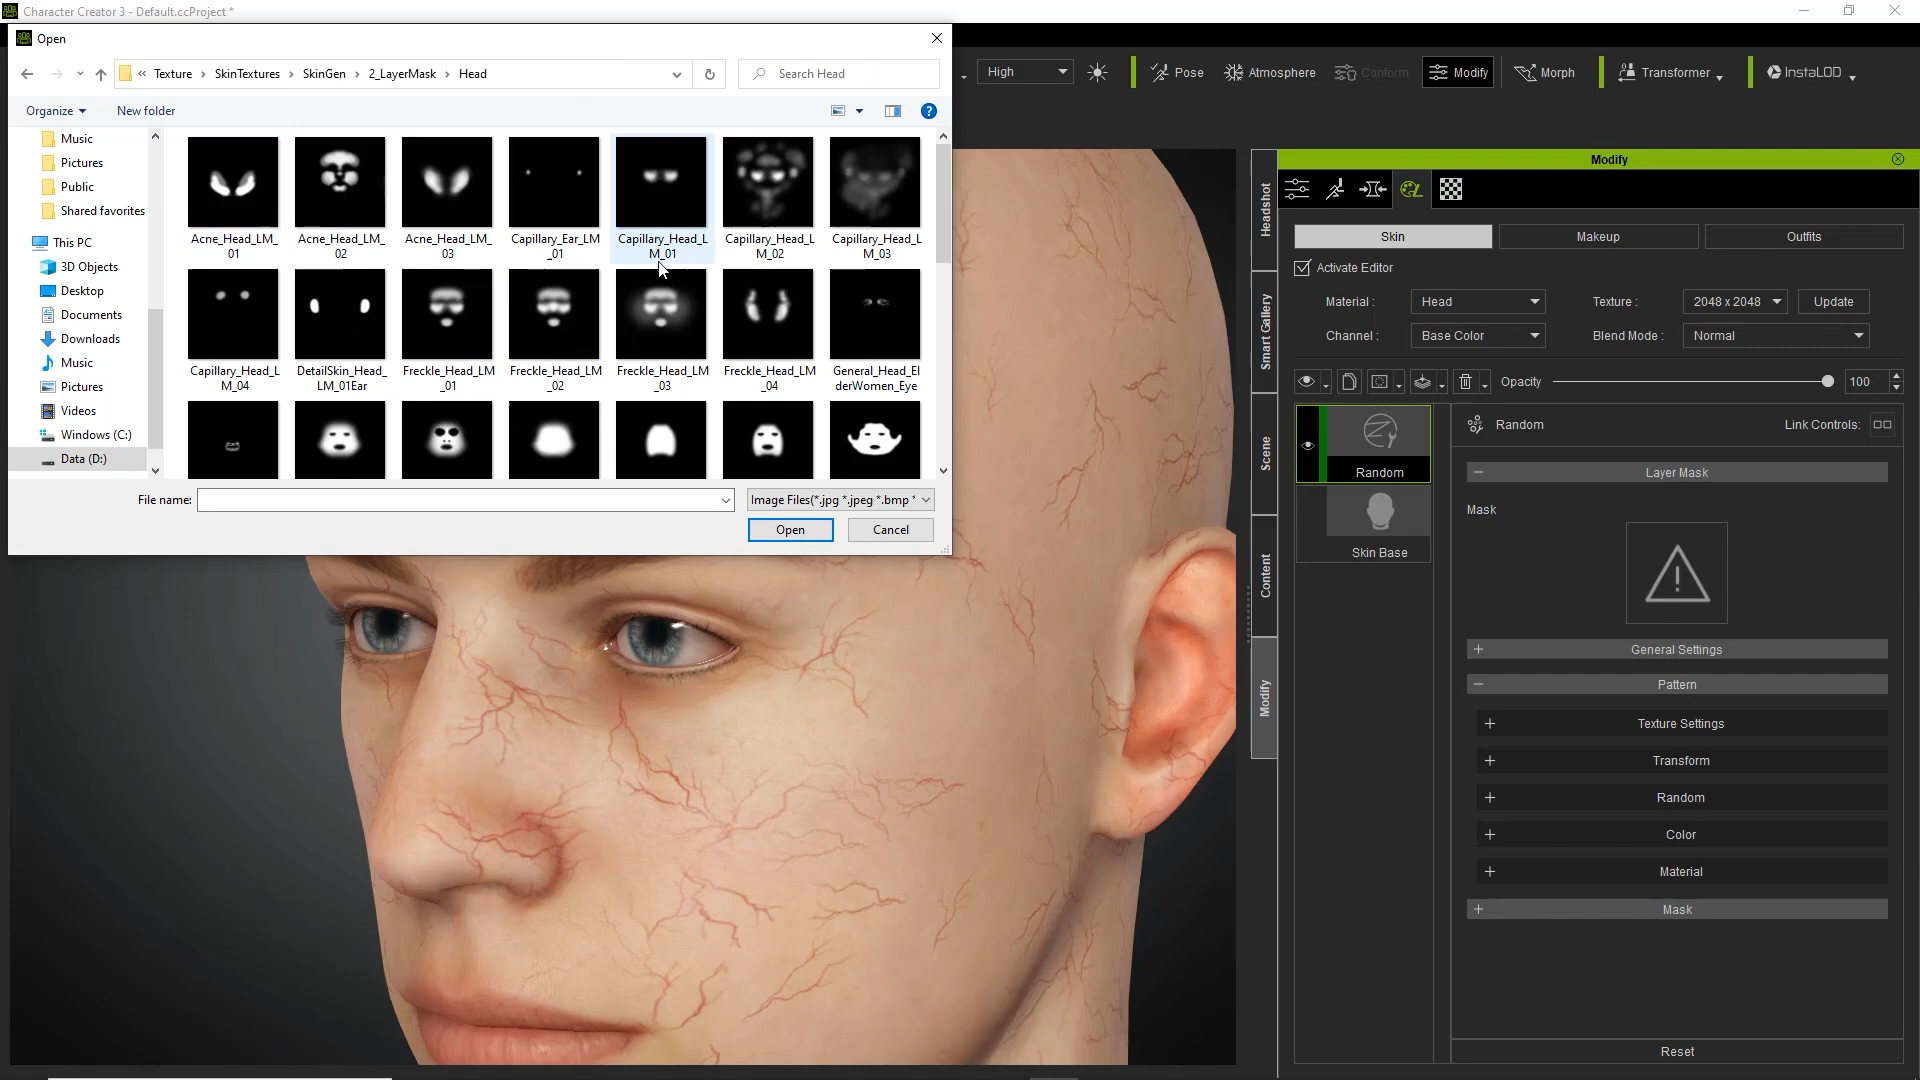 Character Creator 3 - Default.ccProject *
Open
« Texture > SkinTextures > SkinGen > 2_LayerMask > Head
Search Head
High
Pose
Atmosphere
Conform
Modify
Morph
Transformer
InstaLOD
Organize
New folder
Music
Pictures
Public
Shared favorites
This PC
3D Objects
Desktop
Documents
Downloads
Music
Pictures
Videos
Windows (C:)
Data (D:)
Acne_Head_LM_
01
Acne_Head_LM_
02
Acne_Head_LM_
03
Capillary_Ear_LM
_01
Capillary_Head_L
M_01
Capillary_Head_L
M_02
Capillary_Head_L
M_03
Capillary_Head_L
M_04
DetailSkin_Head_
LM_01Ear
Freckle_Head_LM
_01
Freckle_Head_LM
_02
Freckle_Head_LM
_03
Freckle_Head_LM
_04
General_Head_El
derWomen_Eye
File name:
Image Files(*.jpg *.jpeg *.bmp *
Open
Cancel
Headshot
Smart Gallery
Scene
Content
Modify
Modify
Skin
Makeup
Outfits
Activate Editor
Material :
Head
Texture :
2048 x 2048
Update
Channel :
Base Color
Blend Mode :
Normal
Opacity
100
Random
Skin Base
Random
Link Controls:
Layer Mask
Mask
General Settings
Pattern
Texture Settings
Transform
Random
Color
Material
Mask
Reset